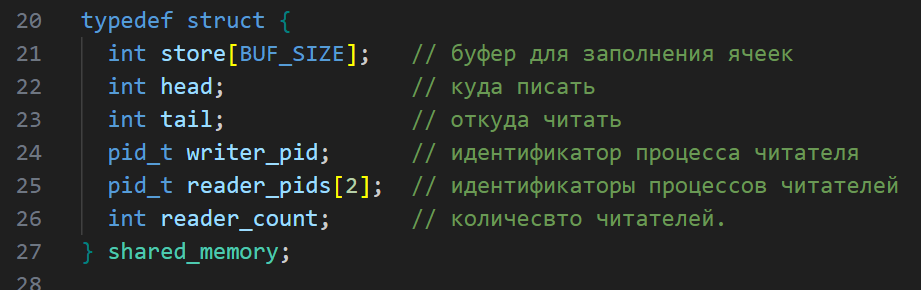 20 typedef struct {
21 int store[BUF_SIZE]; // буфер для заполнения ячеек
22 int head; // куда писать
23 int tail; // откуда читать
24 pid_t writer_pid; // идентификатор процесса читателя
25 pid_t reader_pids[2]; // идентификаторы процессов читателей
26 int reader_count; // количесвто читателей.
27 } shared_memory;
28